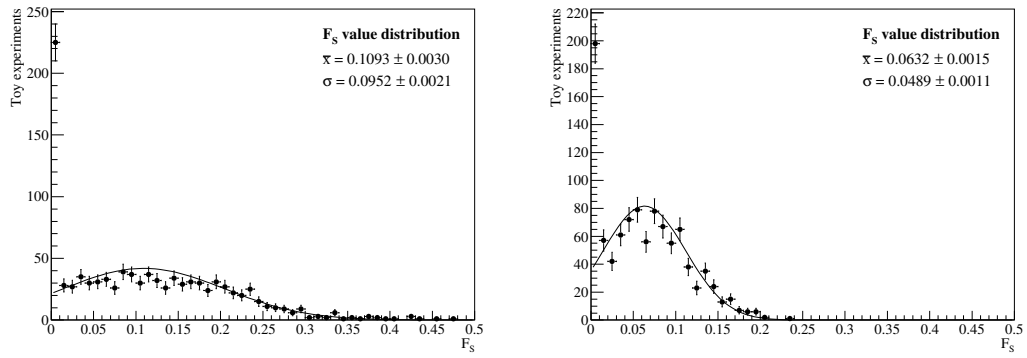 250
200
150
100
50
0
Toy experiments
F_S value distribution
x̄ = 0.1093 ± 0.0030
σ = 0.0952 ± 0.0021
0 0.05 0.1 0.15 0.2 0.25 0.3 0.35 0.4 0.45 0.5
F_S
220
200
180
160
140
120
100
80
60
40
20
0
Toy experiments
F_S value distribution
x̄ = 0.0632 ± 0.0015
σ = 0.0489 ± 0.0011
0 0.05 0.1 0.15 0.2 0.25 0.3 0.35 0.4 0.45 0.5
F_S